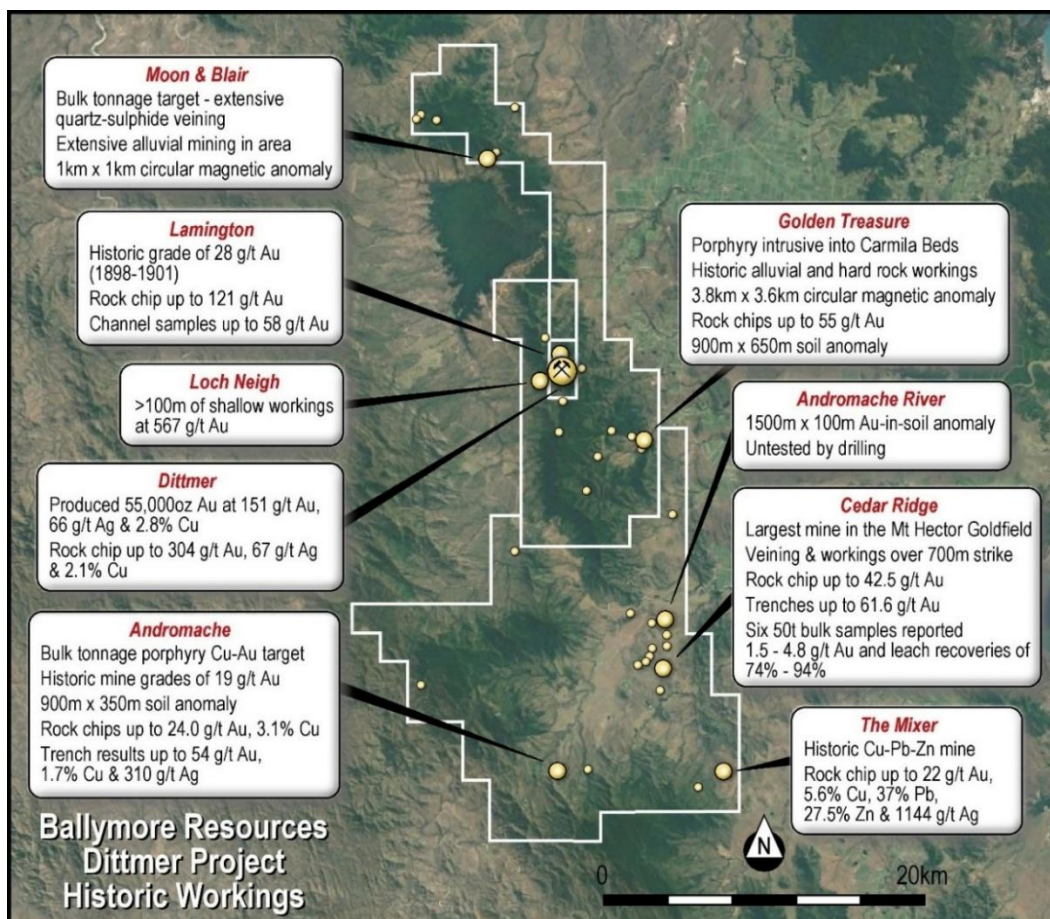 Moon & Blair
Bulk tonnage target - extensive
quartz-sulphide veining
Extensive alluvial mining in area
1km x 1km circular magnetic anomaly
Lamington
Historic grade of 28 g/t Au
(1898-1901)
Rock chip up to 121 g/t Au
Channel samples up to 58 g/t Au
Loch Neigh
>100m of shallow workings
at 567 g/t Au
Dittmer
Produced 55,000oz Au at 151 g/t Au,
66 g/t Ag & 2.8% Cu
Rock chip up to 304 g/t Au, 67 g/t Ag
& 2.1% Cu
Andromache
Bulk tonnage porphyry Cu-Au target
Historic mine grades of 19 g/t Au
900m x 350m soil anomaly
Rock chips up to 24.0 g/t Au, 3.1% Cu
Trench results up to 54 g/t Au,
1.7% Cu & 310 g/t Ag
Golden Treasure
Porphyry intrusive into Carmila Beds
Historic alluvial and hard rock workings
3.8km x 3.6km circular magnetic anomaly
Rock chips up to 55 g/t Au
900m x 650m soil anomaly
Andromache River
1500m x 100m Au-in-soil anomaly
Untested by drilling
Cedar Ridge
Largest mine in the Mt Hector Goldfield
Veining & workings over 700m strike
Rock chip up to 42.5 g/t Au
Trenches up to 61.6 g/t Au
Six 50t bulk samples reported
1.5 - 4.8 g/t Au and leach recoveries of
74% - 94%
The Mixer
Historic Cu-Pb-Zn mine
Rock chip up to 22 g/t Au,
5.6% Cu, 37% Pb,
27.5% Zn & 1144 g/t Ag
Ballymore Resources
Dittmer Project
Historic Workings
N
0 20km